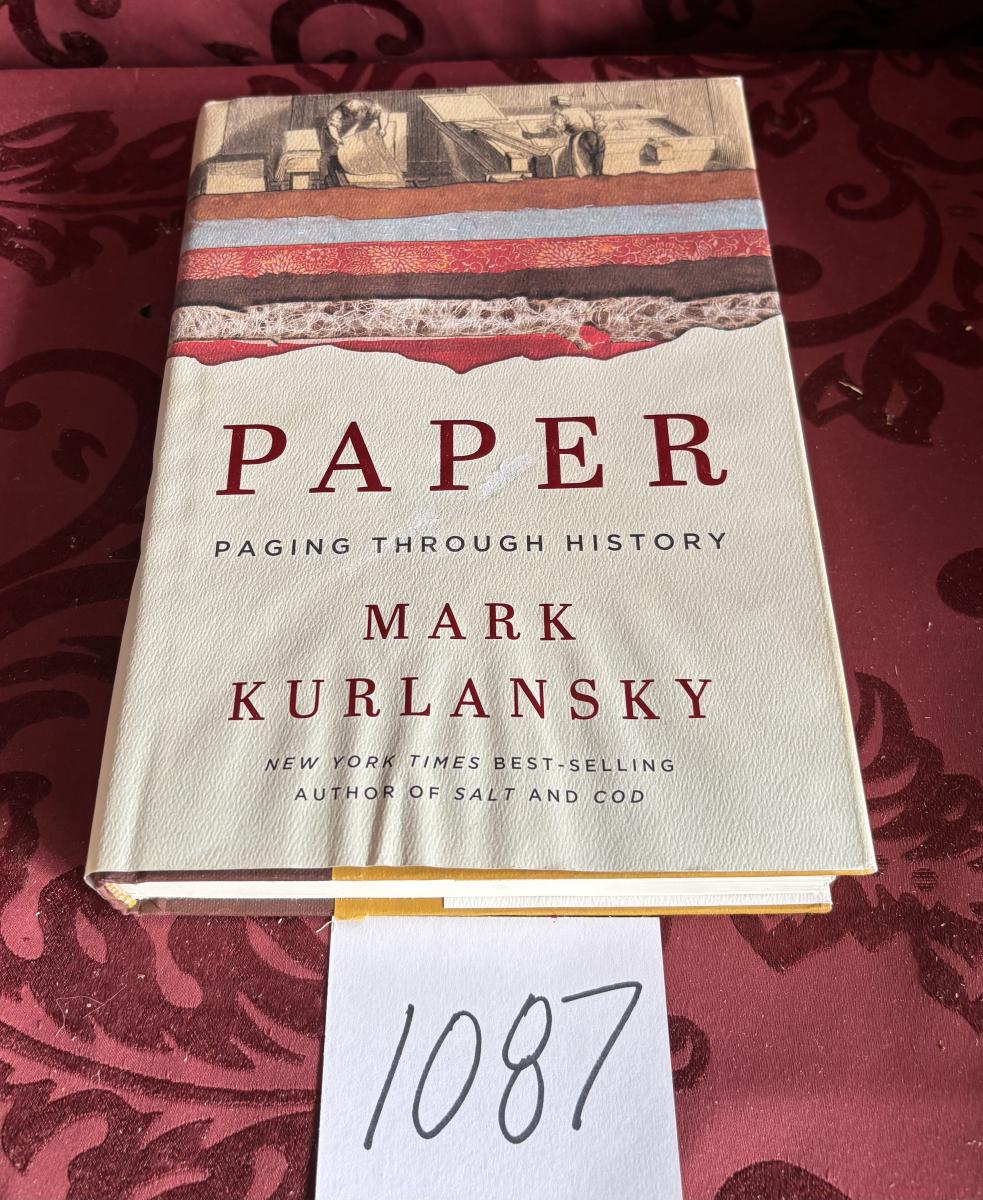 PAPER
PAGING THROUGH HISTORY
MARK
KURLANSKY
NEW YORK TIMES BEST-SELLING
AUTHOR OF SALT AND COD
1087